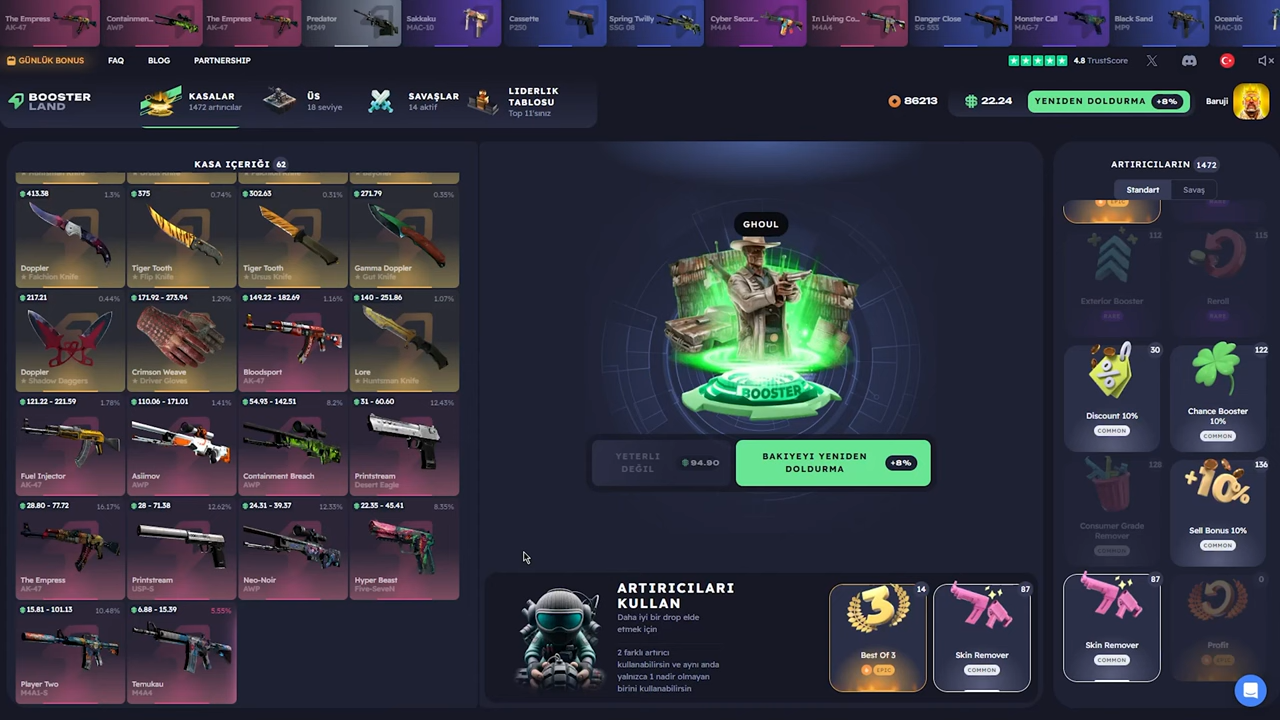 The Empress
AK-47
Containmen...
AWP
The Empress
AK-47
Predator
M249
Sakkaku
MAC-10
Cassette
P250
Spring Twilly
SSG 08
Cyber Secur...
M4A4
In Living Co...
M4A4
Danger Close
SG 553
Monster Call
MAG-7
Black Sand
MP9
Oceanic
MAC-10
GÜNLÜK BONUS
FAQ
BLOG
PARTNERSHIP
4.8 TrustScore
BOOSTER
LAND
KASALAR
1472 artırıcılar
ÜS
18 seviye
SAVAŞLAR
14 aktif
LIDERLIK
TABLOSU
Top 11'sınız
86213
22.24
YENIDEN DOLDURMA +8%
Baruji
KASA IÇERIĞI 62
413.38 1.3%
Doppler
★ Falchion Knife
375 0.74%
Tiger Tooth
★ Flip Knife
302.63 0.31%
Tiger Tooth
★ Ursus Knife
271.79 0.35%
Gamma Doppler
★ Gut Knife
217.21 0.44%
Doppler
★ Shadow Daggers
171.92 - 273.94 1.29%
Crimson Weave
★ Driver Gloves
149.22 - 182.69 1.16%
Bloodsport
AK-47
140 - 251.86 1.07%
Lore
★ Huntsman Knife
121.22 - 221.59 1.78%
Fuel Injector
AK-47
110.06 - 171.01 1.41%
Asiimov
AWP
54.93 - 142.51 8.2%
Containment Breach
AWP
31 - 60.60 12.43%
Printstream
Desert Eagle
28.80 - 77.72 16.17%
The Empress
AK-47
28 - 71.38 12.62%
Printstream
USP-S
24.31 - 39.37 12.33%
Neo-Noir
AWP
22.35 - 45.41 8.35%
Hyper Beast
Five-SeveN
15.81 - 101.13 10.48%
Player Two
M4A1-S
6.88 - 15.39 5.55%
Temukau
M4A4
GHOUL
BOOSTER
YETERLI
DEĞIL
94.90
BAKIYEYI YENIDEN
DOLDURMA
+8%
ARTIRICILARI
KULLAN
Daha iyi bir drop elde
etmek için
2 farklı artırıcı
kullanabilirsin ve aynı anda
yalnızca 1 nadir olmayan
birini kullanabilirsin
14
Best Of 3
EPIC
87
Skin Remover
COMMON
ARTIRICILARIN 1472
Standart
Savaş
EPIC
112
Exterior Booster
RARE
115
Reroll
RARE
30
Discount 10%
COMMON
122
Chance Booster
10%
COMMON
128
Consumer Grade
Remover
COMMON
136
+10%
Sell Bonus 10%
COMMON
87
Skin Remover
COMMON
0
Profit
EPIC